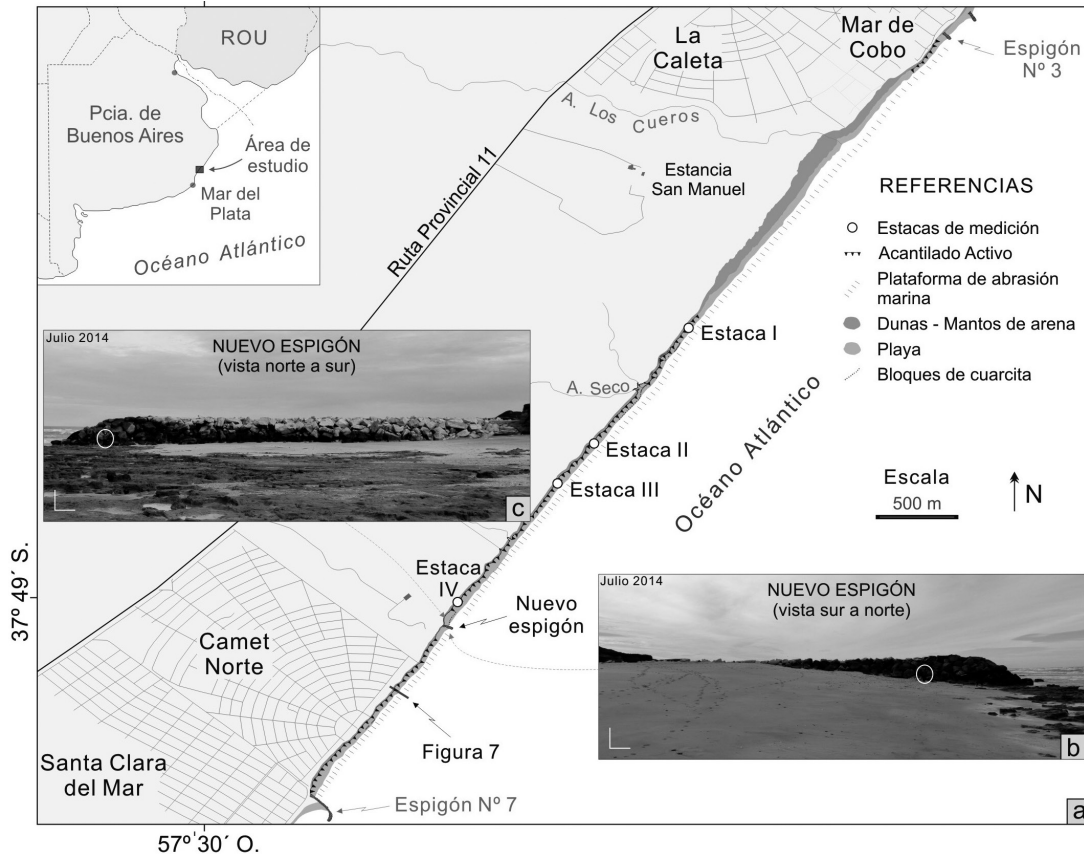 ROU
Pcia. de
Buenos Aires
Área de
estudio
Mar del
Plata
Océano Atlántico
La
Caleta
Mar de
Cobo
Espigón
Nº 3
A. Los Cueros
Estancia
San Manuel
Ruta Provincial 11
REFERENCIAS
Estacas de medición
Acantilado Activo
Plataforma de abrasión
marina
Dunas - Mantos de arena
Playa
Bloques de cuarcita
Estaca I
A. Seco
Estaca II
Estaca III
Océano Atlántico
Escala
500 m
N
Julio 2014
NUEVO ESPIGÓN
(vista norte a sur)
c
37º 49´ S.
Estaca
IV
Nuevo
espigón
Camet
Norte
Julio 2014
NUEVO ESPIGÓN
(vista sur a norte)
b
Figura 7
Santa Clara
del Mar
Espigón Nº 7
a
57º 30´ O.